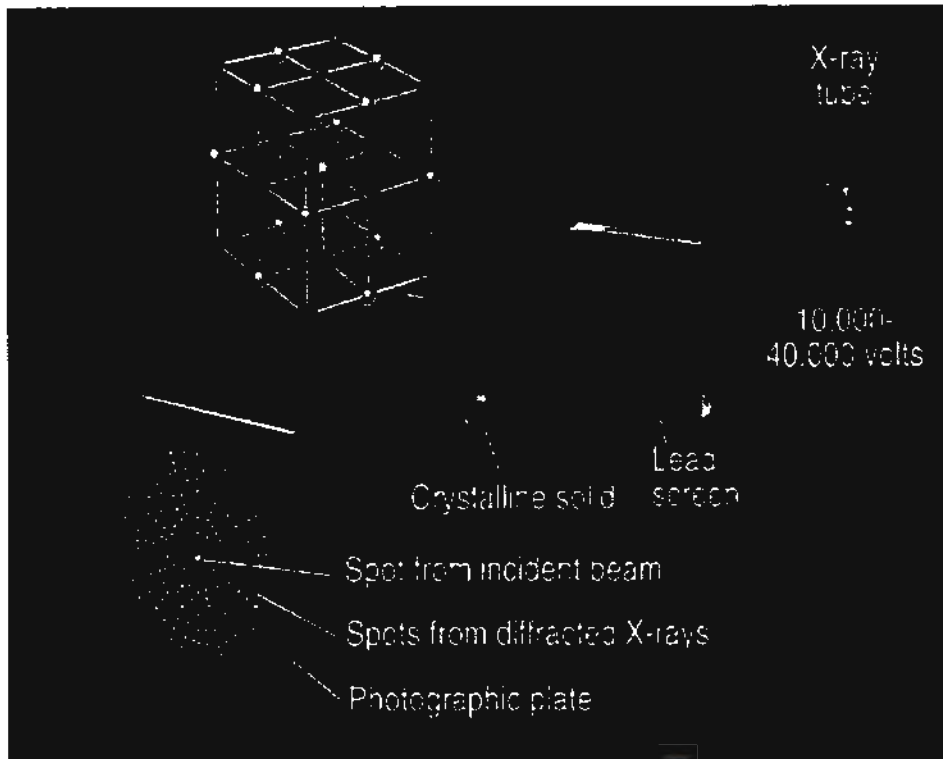 X-ray
tube
10.000-
40.000 volts
Lead
screen
Crystalline solid
Spot from incident beam
Spots from diffracted X-rays
Photographic plate